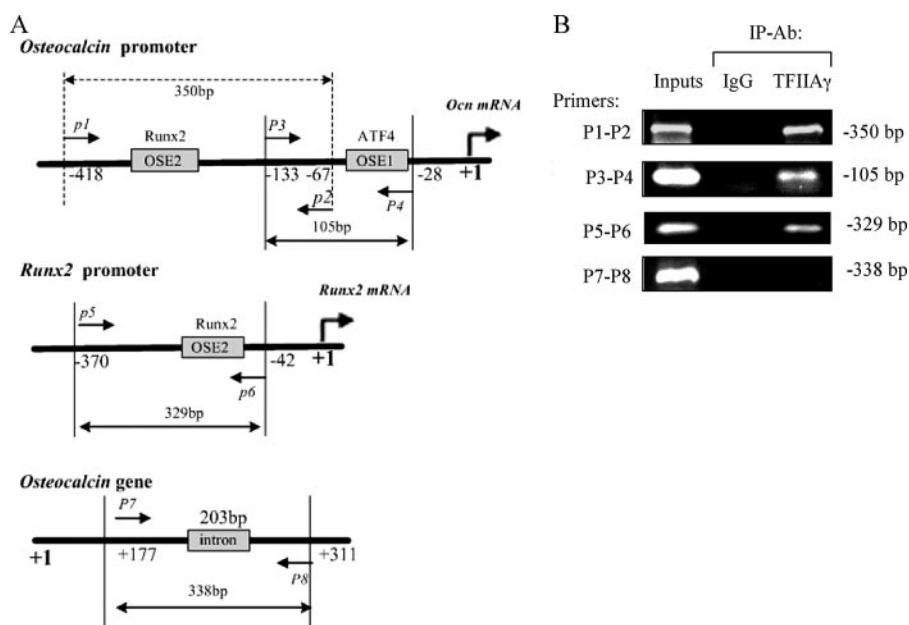 A
Osteocalcin promoter
350bp
p1
Runx2
OSE2
P3
ATF4
OSE1
Ocn mRNA
-418
-133
-67
-28
+1
p2
P4
105bp
Runx2 promoter
Runx2 mRNA
p5
Runx2
OSE2
-370
-42
+1
p6
329bp
Osteocalcin gene
P7
203bp
intron
+1
+177
+311
P8
338bp
B
IP-Ab:
Inputs IgG TFIIAγ
Primers:
P1-P2 -350 bp
P3-P4 -105 bp
P5-P6 -329 bp
P7-P8 -338 bp